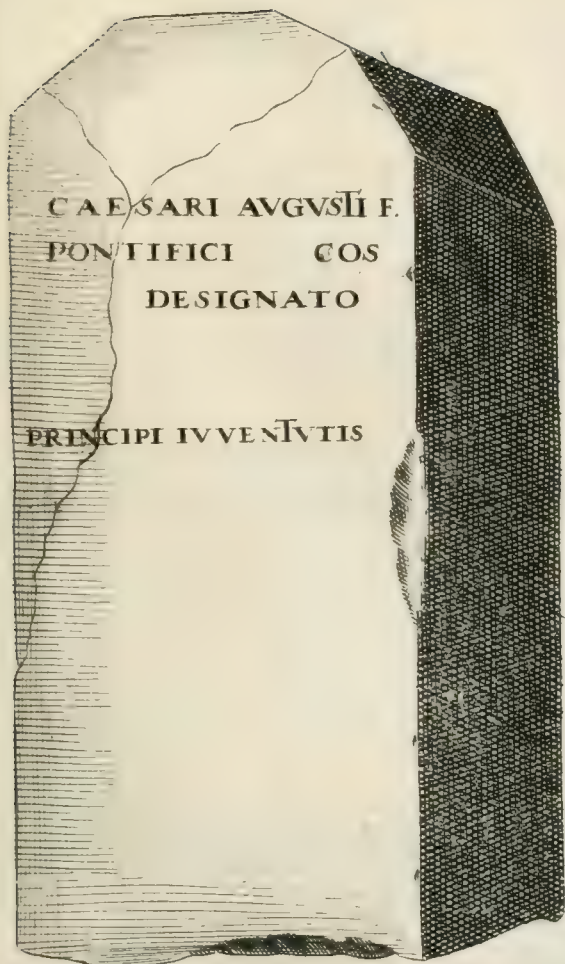 CAESARI AVGVSTI F.
PONTIFICI COS
DESIGNATO
PRINCIPI IVVENTVTIS